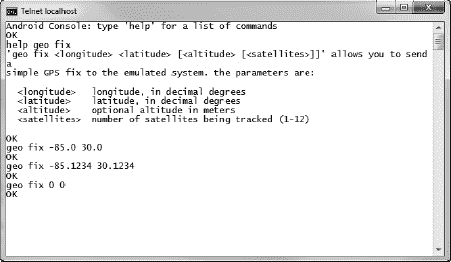 Telnet localhost
Android Console: type 'help' for a list of commands
OK
help geo fix
'geo fix <longitude> <latitude> [<altitude> [<satellites>]]' allows you to send
a
simple GPS fix to the emulated system. the parameters are:
<longitude> longitude, in decimal degrees
<latitude> latitude, in decimal degrees
<altitude> optional altitude in meters
<satellites> number of satellites being tracked (1-12)
OK
geo fix -85.0 30.0
OK
geo fix -85.1234 30.1234
OK
geo fix 0 0
OK